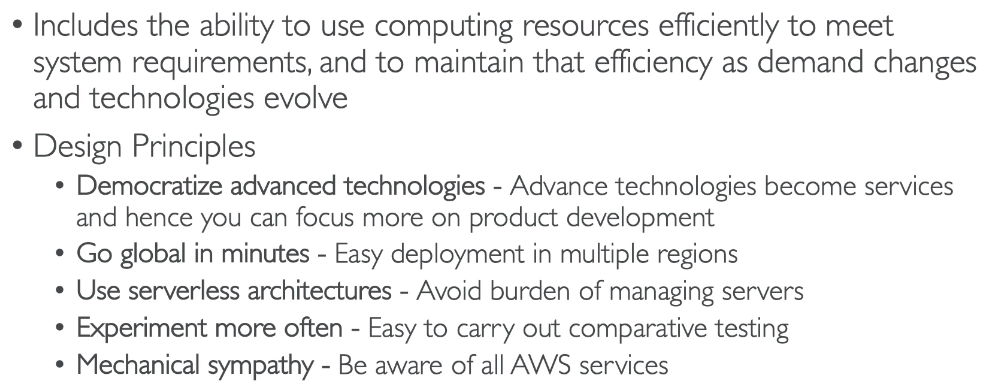 • Includes the ability to use computing resources efficiently to meet
system requirements, and to maintain that efficiency as demand changes
and technologies evolve
• Design Principles
• Democratize advanced technologies - Advance technologies become services
and hence you can focus more on product development
• Go global in minutes - Easy deployment in multiple regions
• Use serverless architectures - Avoid burden of managing servers
• Experiment more often - Easy to carry out comparative testing
• Mechanical sympathy - Be aware of all AWS services